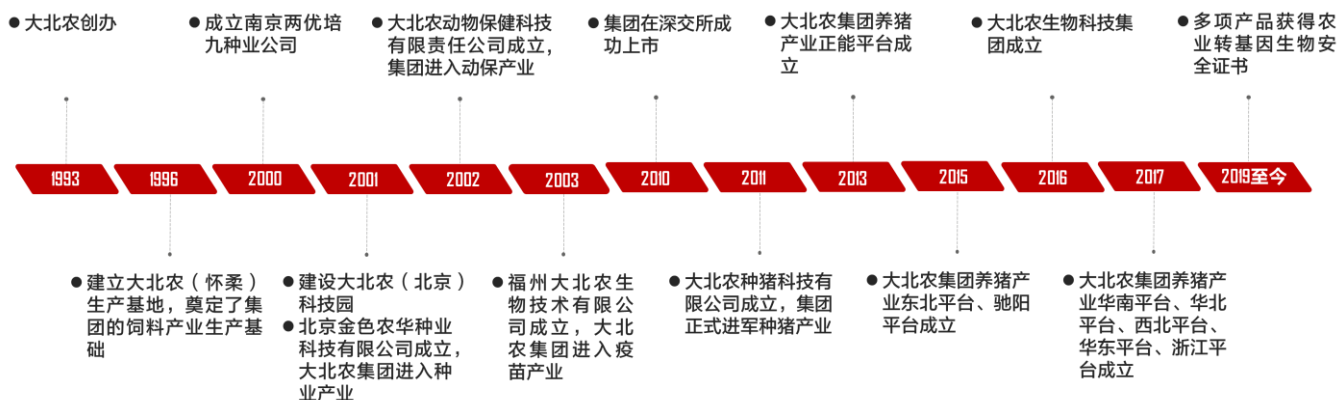 ● 大北农创办
● 成立南京两优培
九种业公司
● 大北农动物保健科技
有限责任公司成立，
集团进入动保产业
● 集团在深交所成
功上市
● 大北农集团养猪
产业正能平台成
立
● 大北农生物科技集
团成立
● 多项产品获得农
业转基因生物安
全证书
1993
1996
2000
2001
2002
2003
2010
2011
2013
2015
2016
2017
2019至今
● 建立大北农（怀柔）
生产基地，奠定了集
团的饲料产业生产基
础
● 建设大北农（北京）
科技园
● 北京金色农华种业
科技有限公司成立，
大北农集团进入种
业产业
● 福州大北农生
物技术有限公
司成立，大北
农集团进入疫
苗产业
● 大北农种猪科技有
限公司成立，集团
正式进军种猪产业
● 大北农集团养猪产
业东北平台、驰阳
平台成立
● 大北农集团养猪产
业华南平台、华北
平台、西北平台、
华东平台、浙江平
台成立